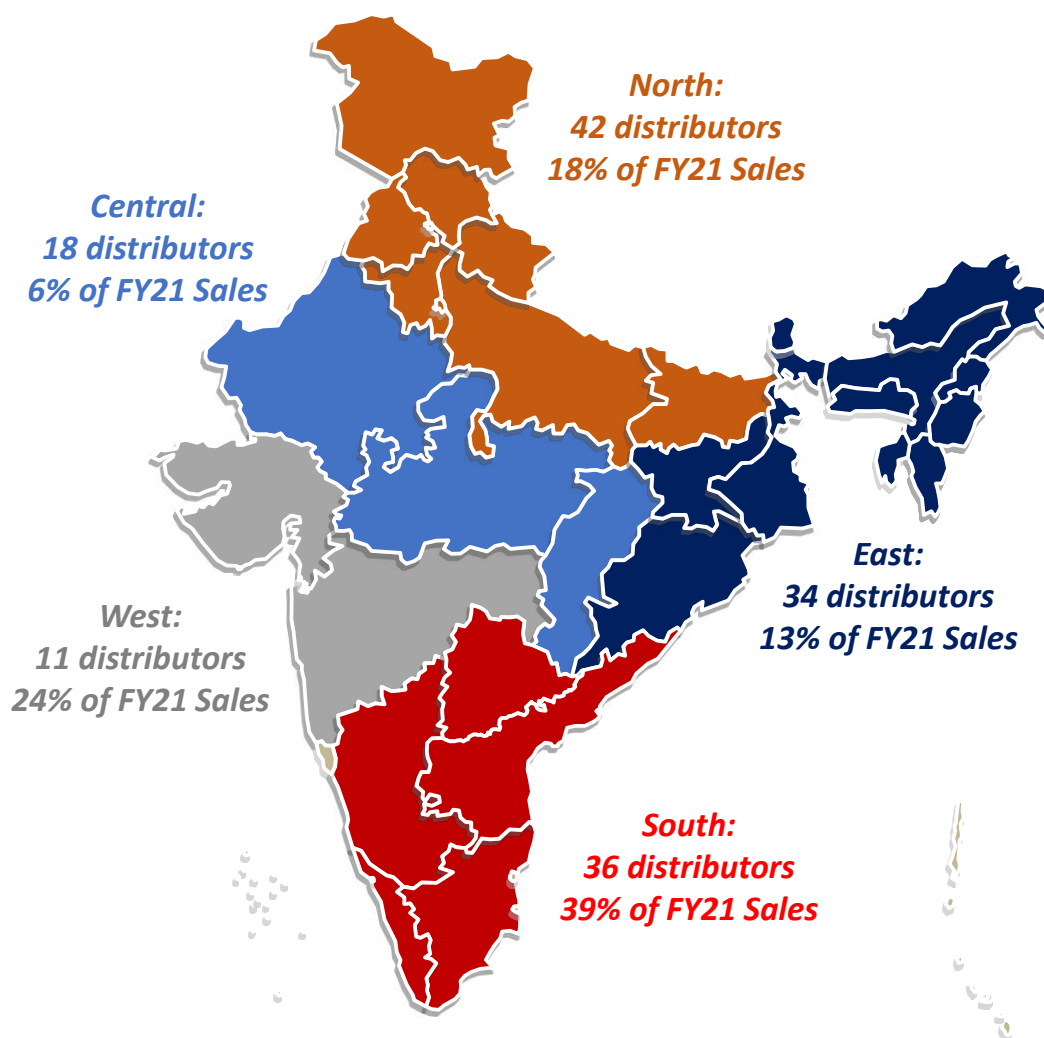 North:
42 distributors
18% of FY21 Sales
Central:
18 distributors
6% of FY21 Sales
East:
34 distributors
13% of FY21 Sales
West:
11 distributors
24% of FY21 Sales
South:
36 distributors
39% of FY21 Sales